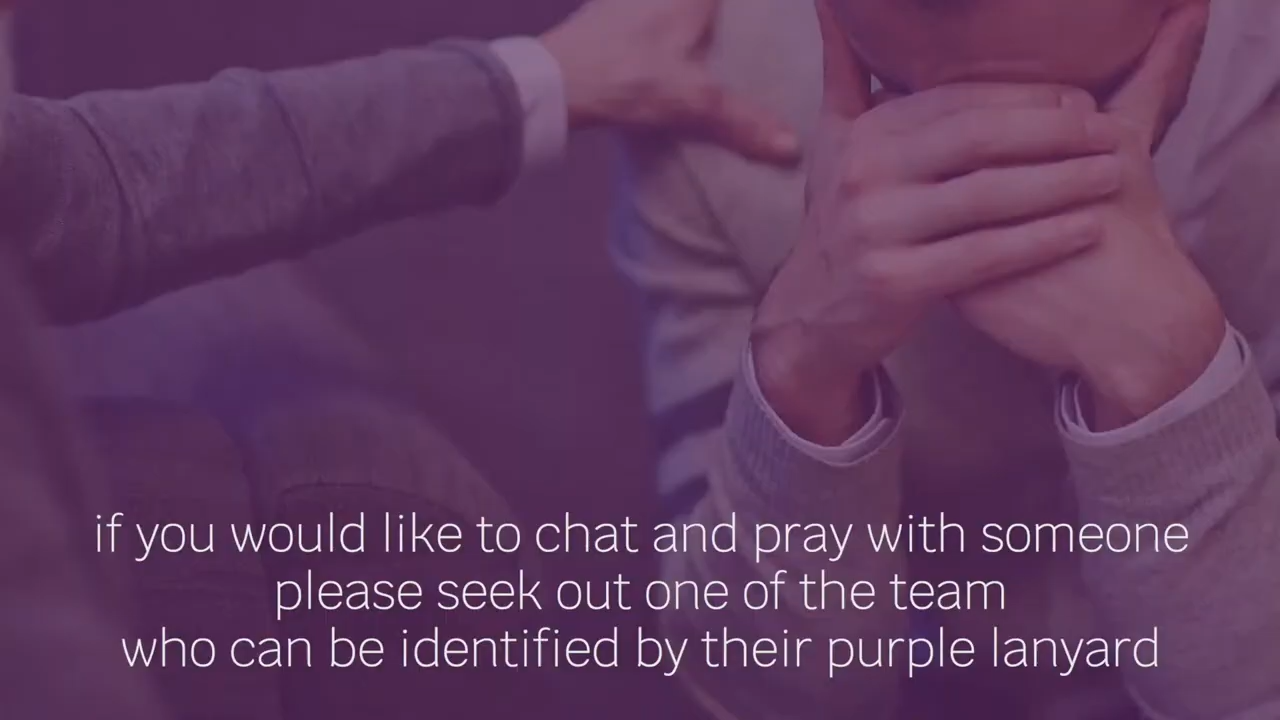 if you would like to chat and pray with someone
please seek out one of the team
who can be identified by their purple lanyard